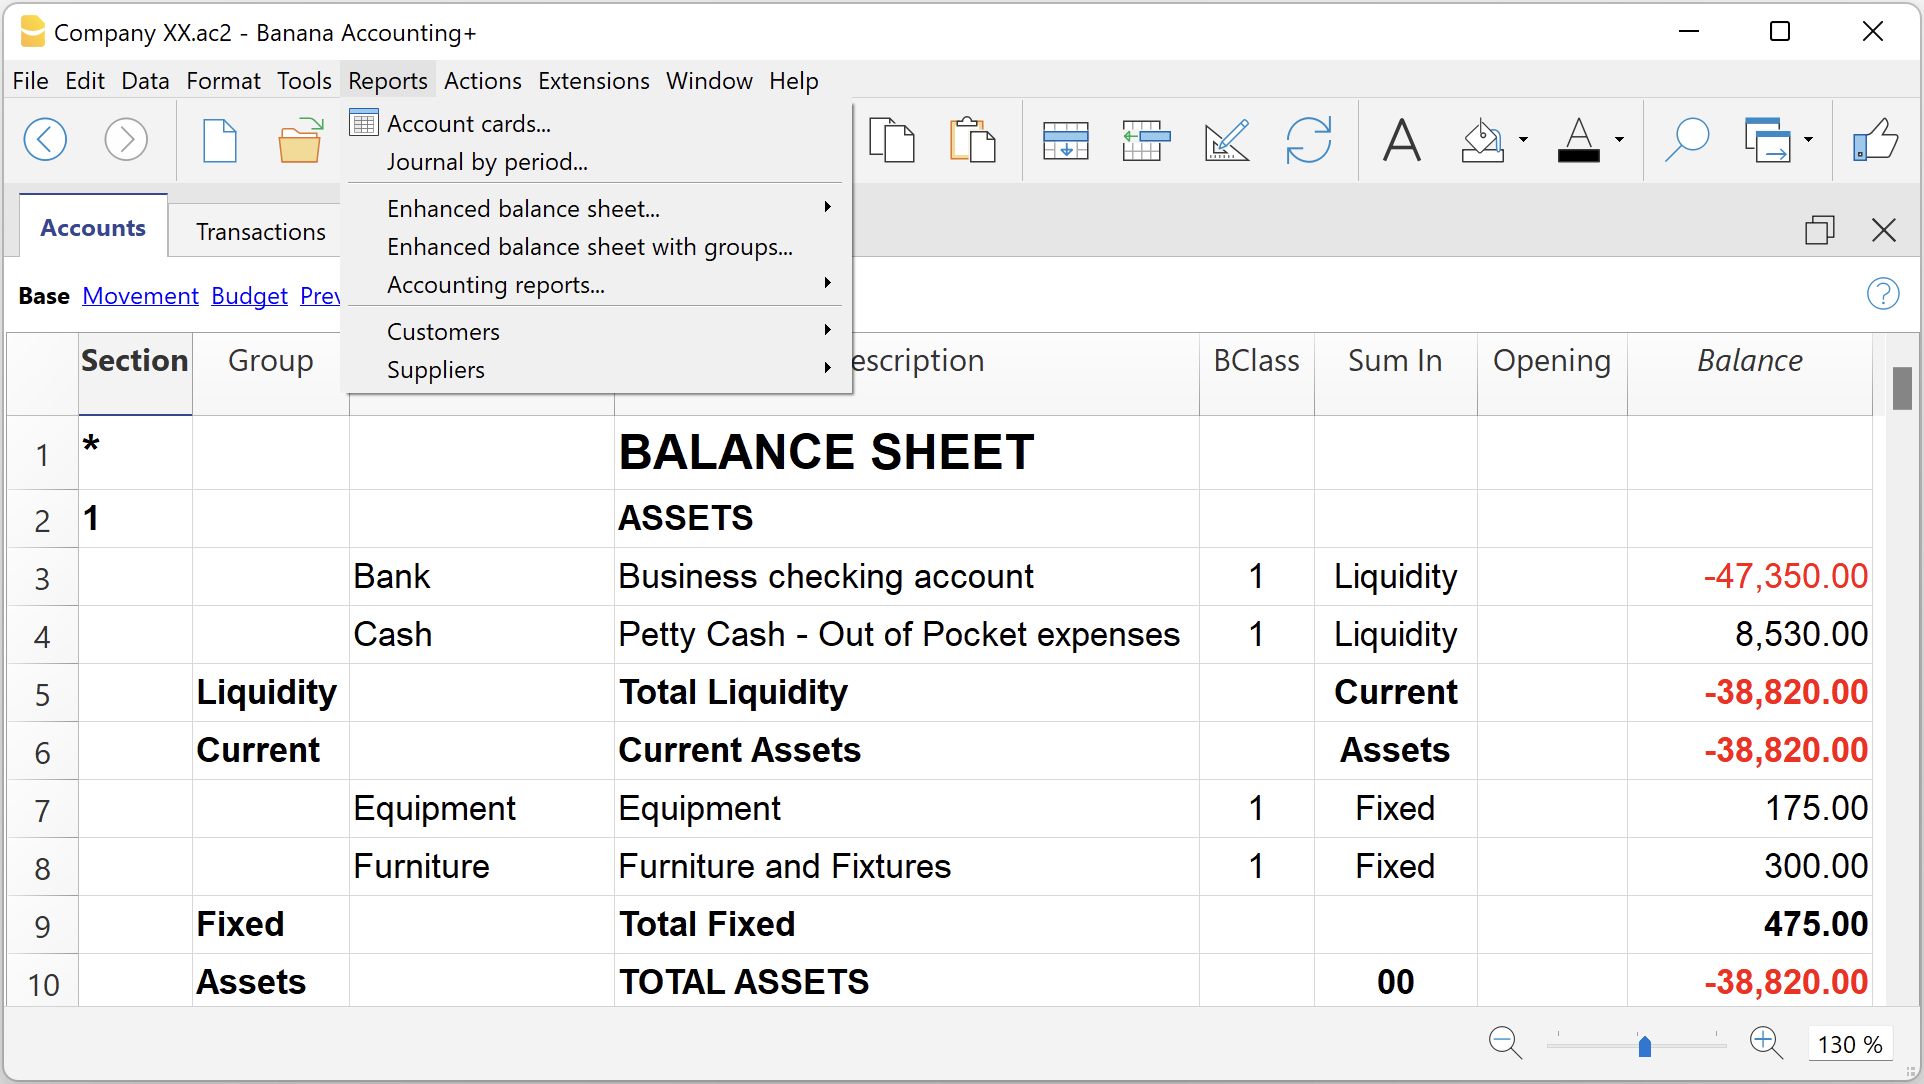 Company XX.ac2 - Banana Accounting+
File Edit Data Format Tools Reports Actions Extensions Window Help
Account cards...
Journal by period...
Enhanced balance sheet...
Enhanced balance sheet with groups...
Accounting reports...
Customers
Suppliers
Accounts Transactions
Base Movement Budget Prev
Section Group escription BClass Sum In Opening Balance
1 * BALANCE SHEET
2 1 ASSETS
3 Bank Business checking account 1 Liquidity -47,350.00
4 Cash Petty Cash - Out of Pocket expenses 1 Liquidity 8,530.00
5 Liquidity Total Liquidity Current -38,820.00
6 Current Current Assets Assets -38,820.00
7 Equipment Equipment 1 Fixed 175.00
8 Furniture Furniture and Fixtures 1 Fixed 300.00
9 Fixed Total Fixed 475.00
10 Assets TOTAL ASSETS 00 -38,820.00
130 %